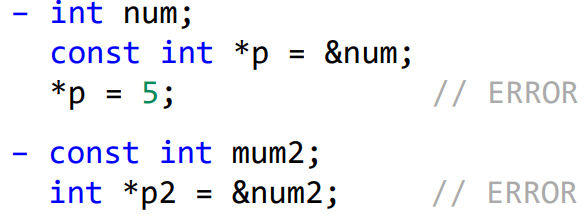 – int num;
const int *p = &num;
*p = 5; // ERROR
– const int mum2;
int *p2 = &num2; // ERROR